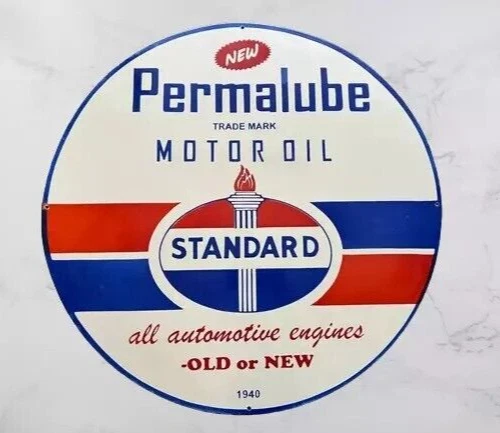 NEW
Permalube
TRADE MARK
MOTOR OIL
STANDARD
all automotive engines
-OLD or NEW
1940